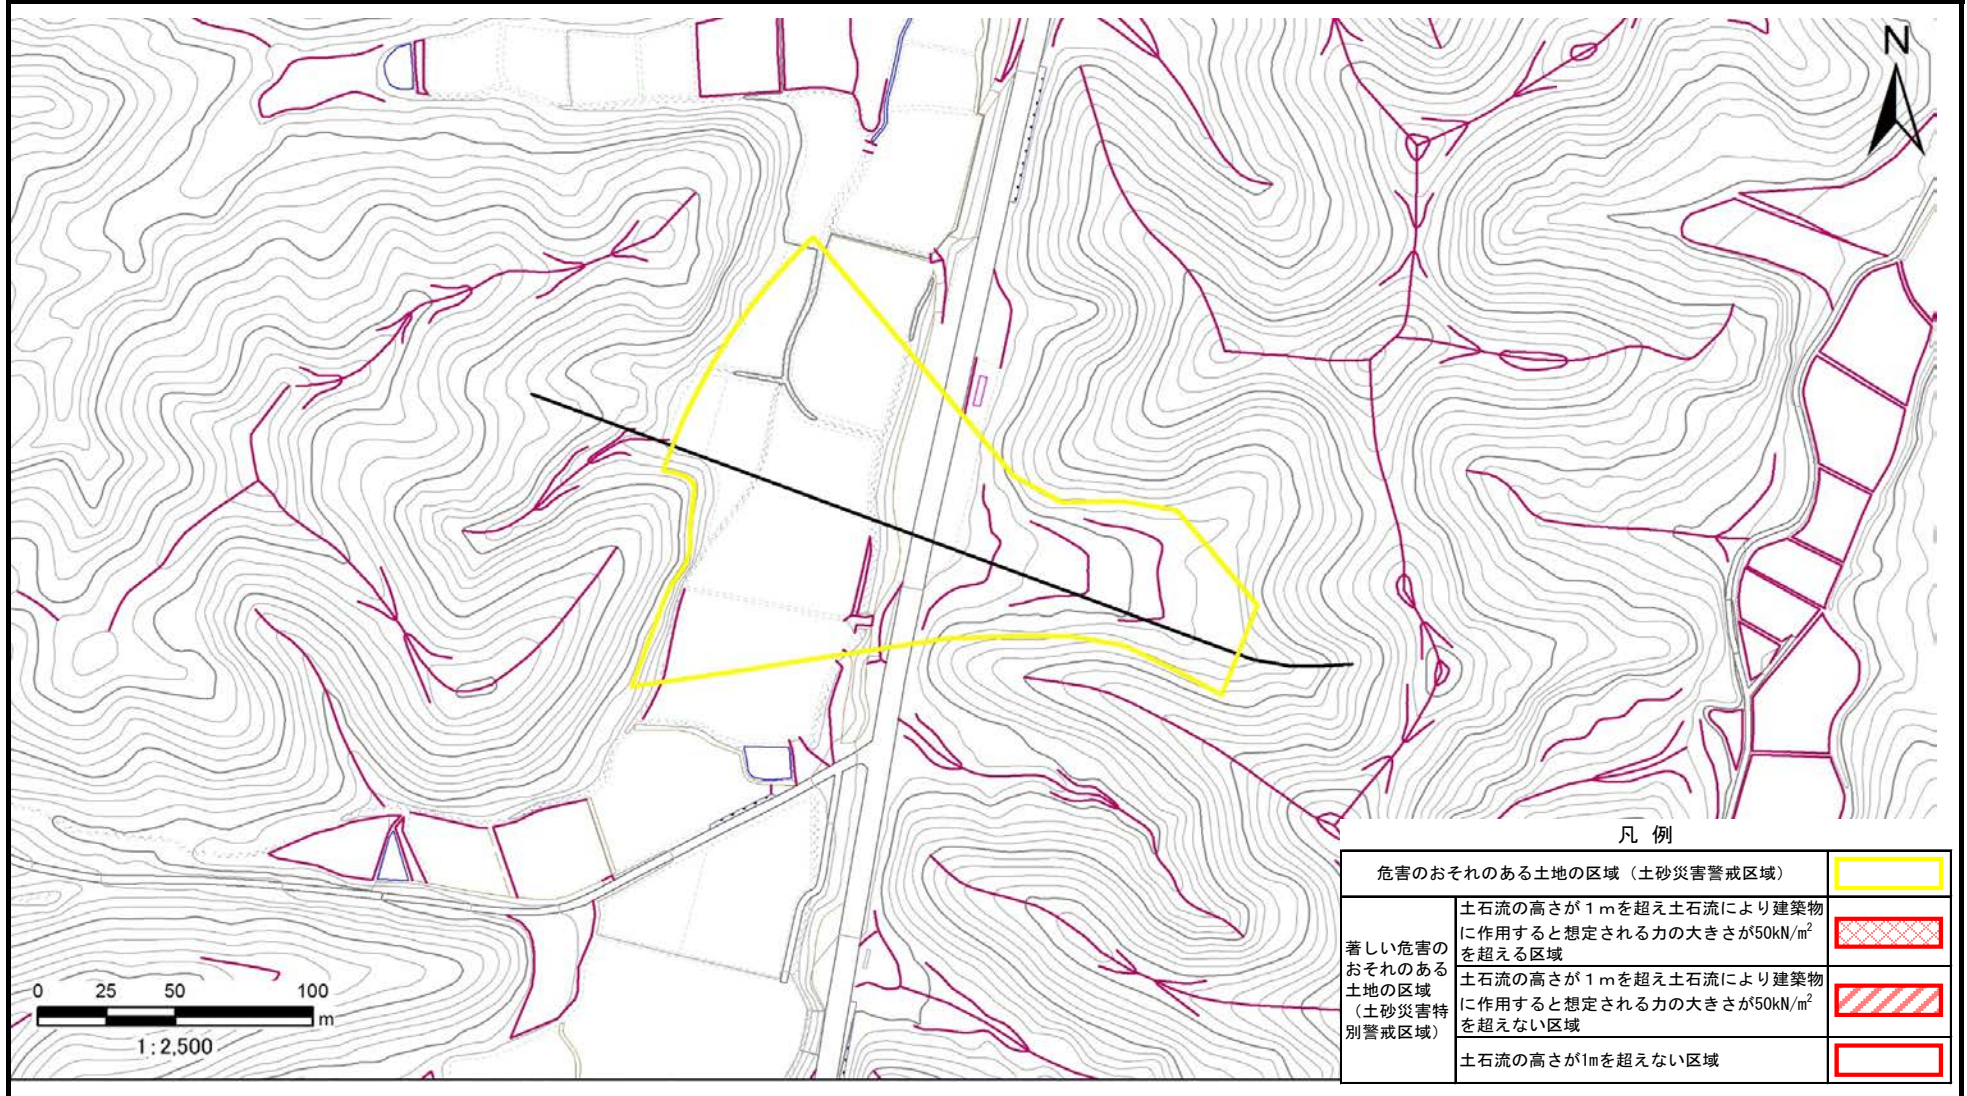 N
凡 例
危害のおそれのある土地の区域（土砂災害警戒区域）
著しい危害の
おそれのある
土地の区域
（土砂災害特
別警戒区域）
土石流の高さが１ｍを超え土石流により建築物
に作用すると想定される力の大きさが50kN/m²
を超える区域
土石流の高さが１ｍを超え土石流により建築物
に作用すると想定される力の大きさが50kN/m²
を超えない区域
土石流の高さが1mを超えない区域
0 25 50 100
m
1:2,500